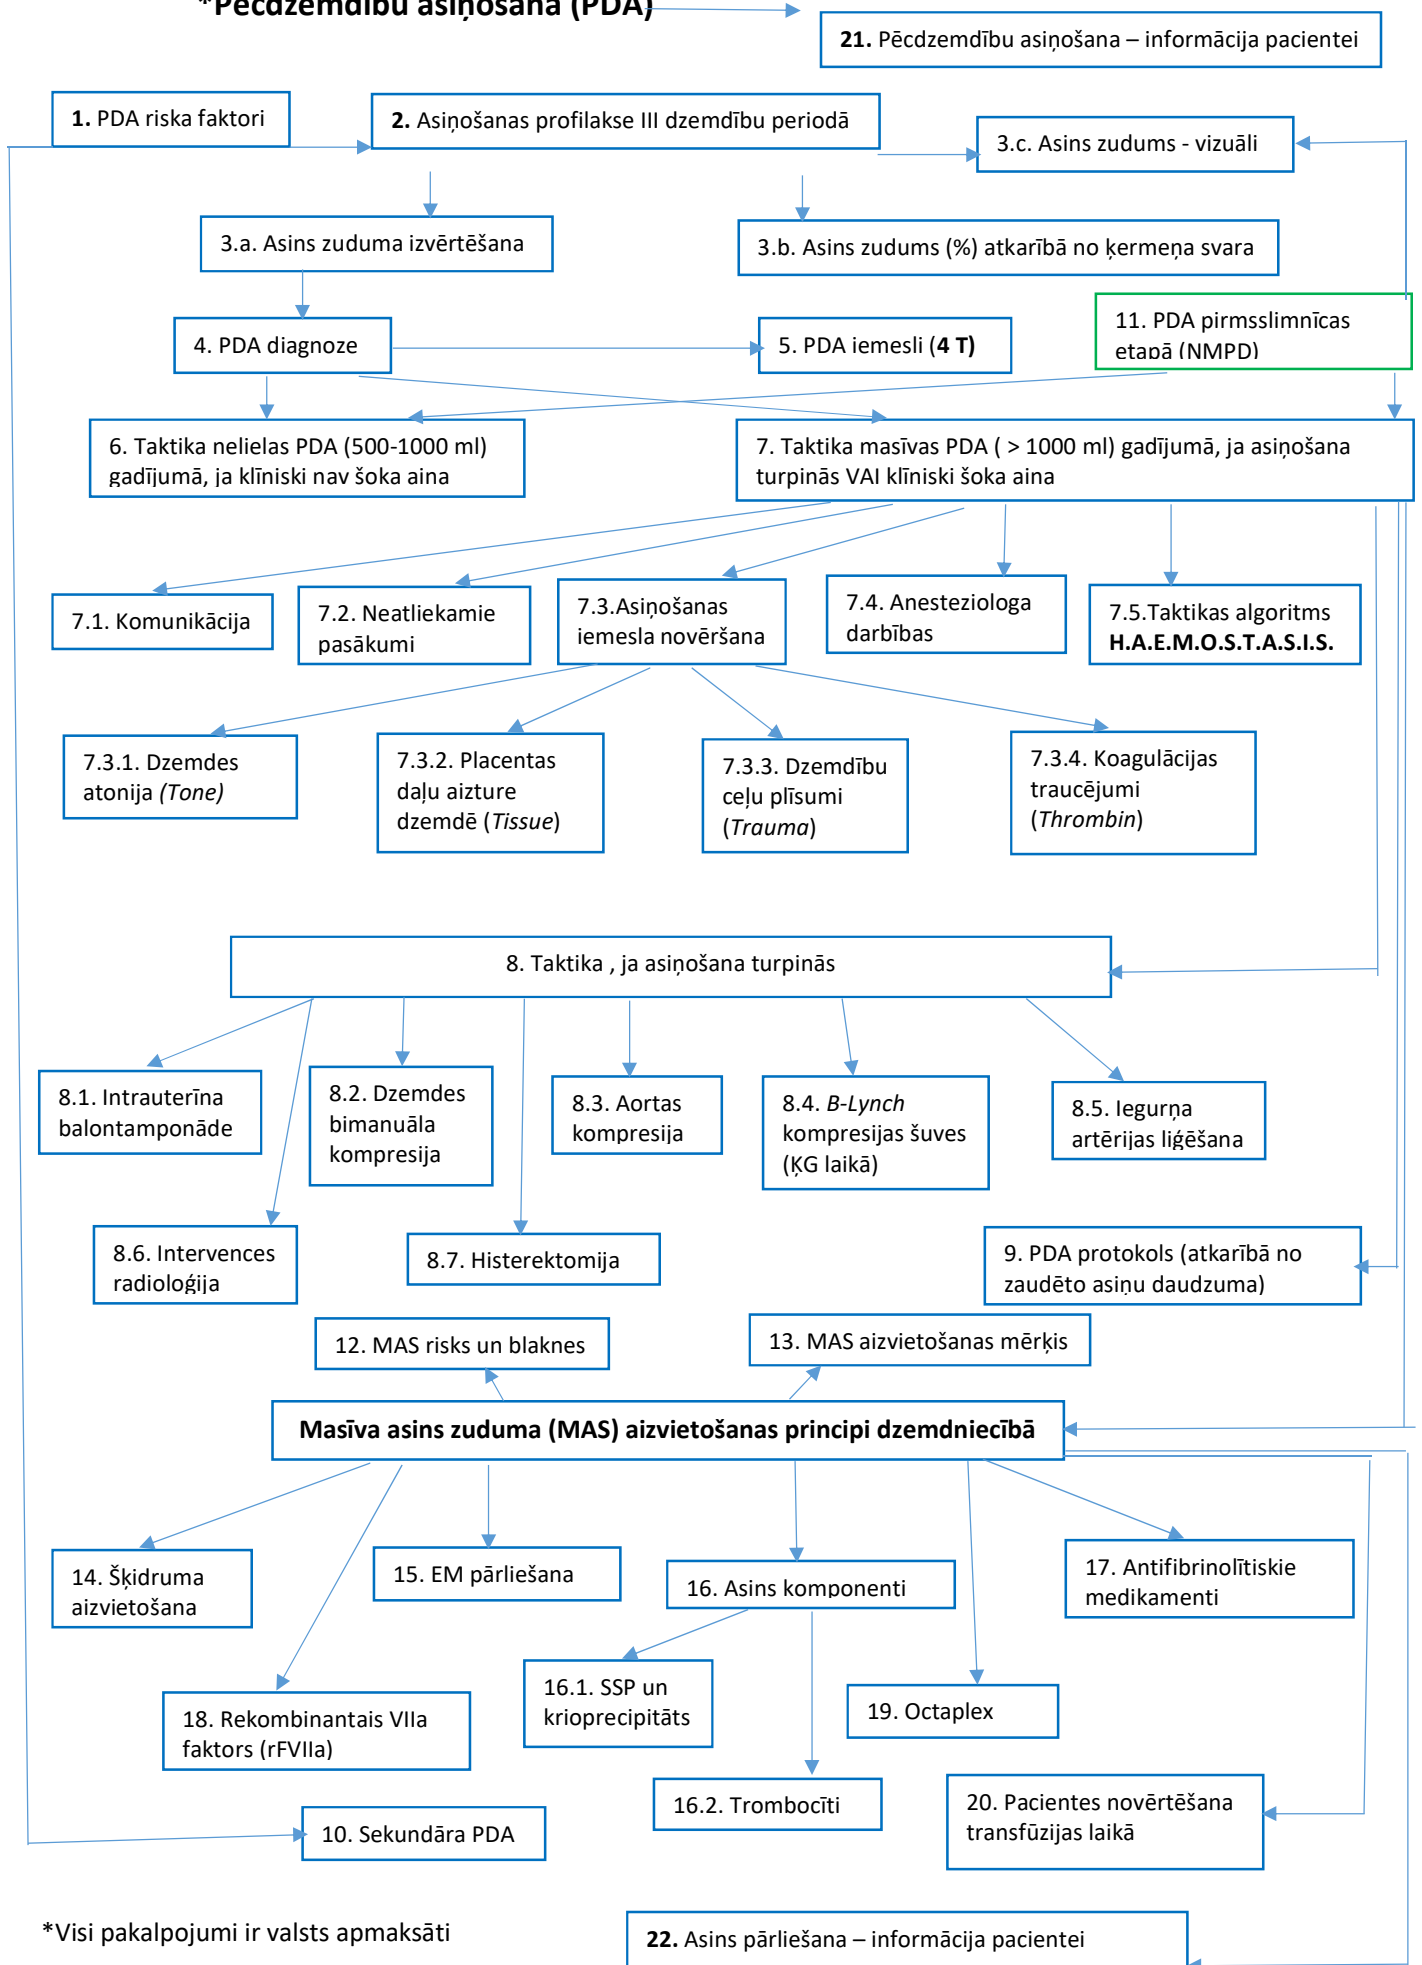 *Pēcdzemdību asiņošana (PDA)
21. Pēcdzemdību asiņošana – informācija pacientei
1. PDA riska faktori
2. Asiņošanas profilakse III dzemdību periodā
3.c. Asins zudums - vizuāli
3.a. Asins zuduma izvērtēšana
3.b. Asins zudums (%) atkarībā no ķermeņa svara
4. PDA diagnoze
5. PDA iemesli (4 T)
11. PDA pirmsslimnīcas
etapā (NMPD)
6. Taktika nelielas PDA (500-1000 ml)
gadījumā, ja klīniski nav šoka aina
7. Taktika masīvas PDA ( > 1000 ml) gadījumā, ja asiņošana
turpinās VAI klīniski šoka aina
7.1. Komunikācija
7.2. Neatliekamie
pasākumi
7.3.Asiņošanas
iemesla novēršana
7.4. Anesteziologa
darbības
7.5.Taktikas algoritms
H.A.E.M.O.S.T.A.S.I.S.
7.3.1. Dzemdes
atonija (Tone)
7.3.2. Placentas
daļu aizture
dzemdē (Tissue)
7.3.3. Dzemdību
ceļu plīsumi
(Trauma)
7.3.4. Koagulācijas
traucējumi
(Thrombin)
8. Taktika , ja asiņošana turpinās
8.1. Intrauterīna
balontamponāde
8.2. Dzemdes
bimanuāla
kompresija
8.3. Aortas
kompresija
8.4. B-Lynch
kompresijas šuves
(ĶG laikā)
8.5. Iegurņa
artērijas liģēšana
8.6. Intervences
radioloģija
8.7. Histerektomija
9. PDA protokols (atkarībā no
zaudēto asiņu daudzuma)
12. MAS risks un blaknes
13. MAS aizvietošanas mērķis
Masīva asins zuduma (MAS) aizvietošanas principi dzemdniecībā
14. Šķidruma
aizvietošana
15. EM pārliešana
16. Asins komponenti
17. Antifibrinolītiskie
medikamenti
18. Rekombinantais VIIa
faktors (rFVIIa)
16.1. SSP un
krioprecipitāts
19. Octaplex
16.2. Trombocīti
20. Pacientes novērtēšana
transfūzijas laikā
10. Sekundāra PDA
*Visi pakalpojumi ir valsts apmaksāti
22. Asins pārliešana – informācija pacientei